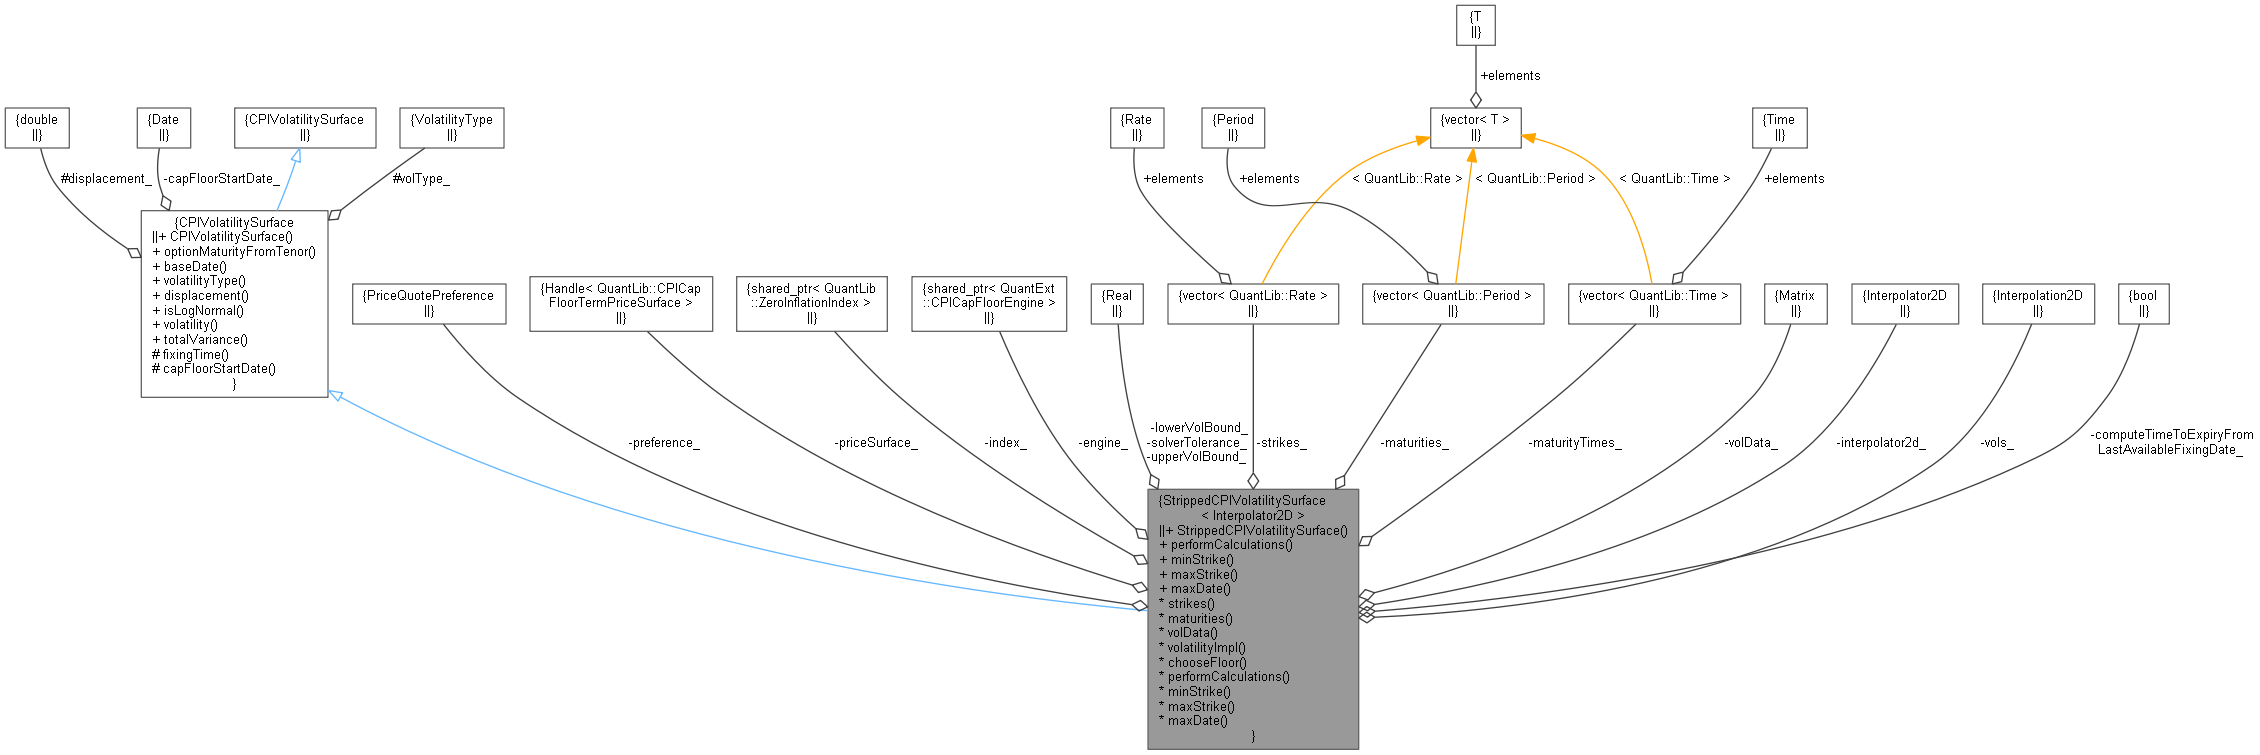 {T
||}
+elements
{double
||}
{Date
||}
{CPIVolatilitySurface
||}
{VolatilityType
||}
{Rate
||}
{Period
||}
{vector< T >
||}
{Time
||}
#displacement_
-capFloorStartDate_
#volType_
+elements
+elements
< QuantLib::Rate >
< QuantLib::Period >
< QuantLib::Time >
+elements
{CPIVolatilitySurface
||+ CPIVolatilitySurface()
+ optionMaturityFromTenor()
+ baseDate()
+ volatilityType()
+ displacement()
+ isLogNormal()
+ volatility()
+ totalVariance()
# fixingTime()
# capFloorStartDate()
}
{PriceQuotePreference
||}
{Handle< QuantLib::CPICap
FloorTermPriceSurface >
||}
{shared_ptr< QuantLib
::ZeroInflationIndex >
||}
{shared_ptr< QuantExt
::CPICapFloorEngine >
||}
{Real
||}
{vector< QuantLib::Rate >
||}
{vector< QuantLib::Period >
||}
{vector< QuantLib::Time >
||}
{Matrix
||}
{Interpolator2D
||}
{Interpolation2D
||}
{bool
||}
-preference_
-priceSurface_
-index_
-engine_
-lowerVolBound_
-solverTolerance_
-upperVolBound_
-strikes_
-maturities_
-maturityTimes_
-volData_
-interpolator2d_
-vols_
-computeTimeToExpiryFrom
LastAvailableFixingDate_
{StrippedCPIVolatilitySurface
< Interpolator2D >
||+ StrippedCPIVolatilitySurface()
+ performCalculations()
+ minStrike()
+ maxStrike()
+ maxDate()
* strikes()
* maturities()
* volData()
* volatilityImpl()
* chooseFloor()
* performCalculations()
* minStrike()
* maxStrike()
* maxDate()
}